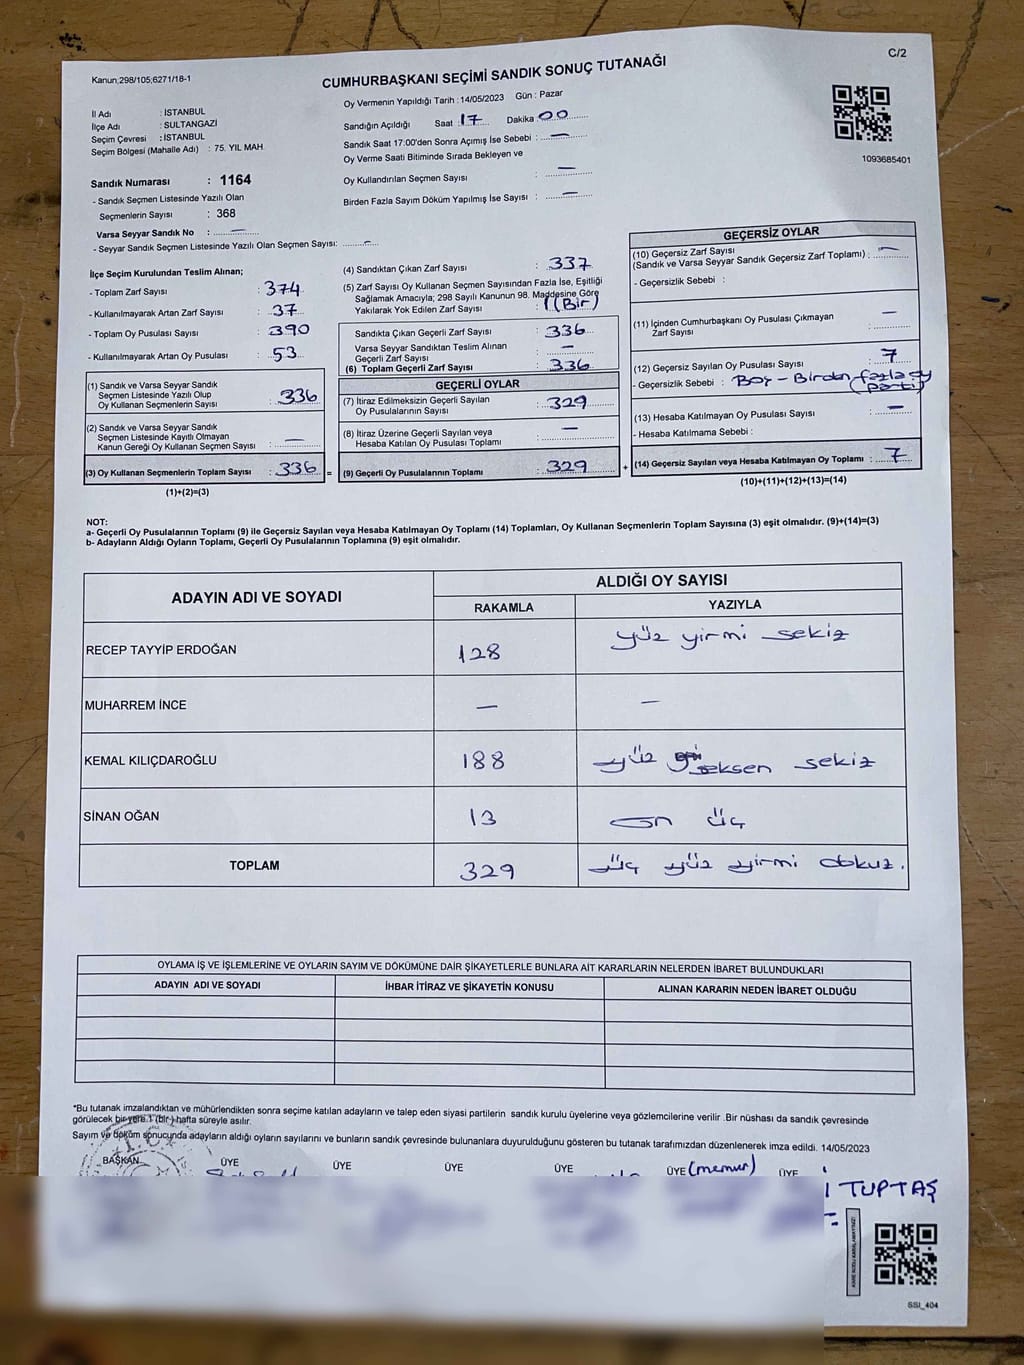 C/2
Kanun;298/105;6271/18-1
CUMHURBAŞKANI SEÇİMİ SANDIK SONUÇ TUTANAĞI
Oy Vermenin Yapıldığı Tarih : 14/05/2023 Gün : Pazar
İl Adı : İSTANBUL
İlçe Adı : SULTANGAZİ
Seçim Çevresi : İSTANBUL
Seçim Bölgesi (Mahalle Adı) : 75. YIL MAH.
Sandığın Açıldığı Saat : 17 Dakika : 00
Sandık Saat 17:00'den Sonra Açımış İse Sebebi : —
Oy Verme Saati Bitiminde Sırada Bekleyen ve
Oy Kullandırılan Seçmen Sayısı : —
Birden Fazla Sayım Döküm Yapılmış İse Sayısı : —
1093685401
Sandık Numarası : 1164
- Sandık Seçmen Listesinde Yazılı Olan
Seçmenlerin Sayısı : 368
Varsa Seyyar Sandık No : —
- Seyyar Sandık Seçmen Listesinde Yazılı Olan Seçmen Sayısı: —
İlçe Seçim Kurulundan Teslim Alınan;
- Toplam Zarf Sayısı : 374
- Kullanılmayarak Artan Zarf Sayısı : 37
- Toplam Oy Pusulası Sayısı : 390
- Kullanılmayarak Artan Oy Pusulası : 53
(1) Sandık ve Varsa Seyyar Sandık
Seçmen Listesinde Yazılı Olup
Oy Kullanan Seçmenlerin Sayısı : 336
(2) Sandık ve Varsa Seyyar Sandık
Seçmen Listesinde Kayıtlı Olmayan
Kanun Gereği Oy Kullanan Seçmen Sayısı : —
(3) Oy Kullanan Seçmenlerin Toplam Sayısı : 336 =
(1)+(2)=(3)
(4) Sandıktan Çıkan Zarf Sayısı : 337
(5) Zarf Sayısı Oy Kullanan Seçmen Sayısından Fazla İse, Eşitliği
Sağlamak Amacıyla; 298 Sayılı Kanunun 98. Maddesine Göre
Yakılarak Yok Edilen Zarf Sayısı : 1 (Bir)
Sandıkta Çıkan Geçerli Zarf Sayısı : 336
Varsa Seyyar Sandıktan Teslim Alınan
Geçerli Zarf Sayısı : —
(6) Toplam Geçerli Zarf Sayısı : 336
GEÇERLİ OYLAR
(7) İtiraz Edilmeksizin Geçerli Sayılan
Oy Pusulalarının Sayısı : 329
(8) İtiraz Üzerine Geçerli Sayılan veya
Hesaba Katılan Oy Pusulası Toplamı : —
(9) Geçerli Oy Pusulalarının Toplamı : 329 +
GEÇERSİZ OYLAR
(10) Geçersiz Zarf Sayısı
(Sandık ve Varsa Seyyar Sandık Geçersiz Zarf Toplamı) : —
- Geçersizlik Sebebi :
(11) İçinden Cumhurbaşkanı Oy Pusulası Çıkmayan
Zarf Sayısı : —
(12) Geçersiz Sayılan Oy Pusulası Sayısı : 7
- Geçersizlik Sebebi : Boş - Birden fazla oy
(parti)
(13) Hesaba Katılmayan Oy Pusulası Sayısı : —
- Hesaba Katılmama Sebebi :
(14) Geçersiz Sayılan veya Hesaba Katılmayan Oy Toplamı : 7
(10)+(11)+(12)+(13)=(14)
NOT:
a- Geçerli Oy Pusulalarının Toplamı (9) ile Geçersiz Sayılan veya Hesaba Katılmayan Oy Toplamı (14) Toplamları, Oy Kullanan Seçmenlerin Toplam Sayısına (3) eşit olmalıdır. (9)+(14)=(3)
b- Adayların Aldığı Oyların Toplamı, Geçerli Oy Pusulalarının Toplamına (9) eşit olmalıdır.
ADAYIN ADI VE SOYADI ALDIĞI OY SAYISI
RAKAMLA YAZIYLA
RECEP TAYYİP ERDOĞAN 128 yüz yirmi sekiz
MUHARREM İNCE — —
KEMAL KILIÇDAROĞLU 188 yüz seksen sekiz
SİNAN OĞAN 13 on üç
TOPLAM 329 üç yüz yirmi dokuz.
OYLAMA İŞ VE İŞLEMLERİNE VE OYLARIN SAYIM VE DÖKÜMÜNE DAİR ŞİKAYETLERLE BUNLARA AİT KARARLARIN NELERDEN İBARET BULUNDUKLARI
ADAYIN ADI VE SOYADI İHBAR İTİRAZ VE ŞİKAYETİN KONUSU ALINAN KARARIN NEDEN İBARET OLDUĞU
*Bu tutanak imzalandıktan ve mühürlendikten sonra seçime katılan adayların ve talep eden siyasi partilerin sandık kurulu üyelerine veya gözlemcilerine verilir .Bir nüshası da sandık çevresinde
görülecek bir yere 1 (bir) hafta süreyle asılır.
Sayım ve döküm sonucunda adayların aldığı oyların sayılarını ve bunların sandık çevresinde bulunanlara duyurulduğunu gösteren bu tutanak tarafımızdan düzenlenerek imza edildi. 14/05/2023
BAŞKAN ÜYE ÜYE ÜYE ÜYE ÜYE (memur) ÜYE
TUPTAŞ
SSI_404